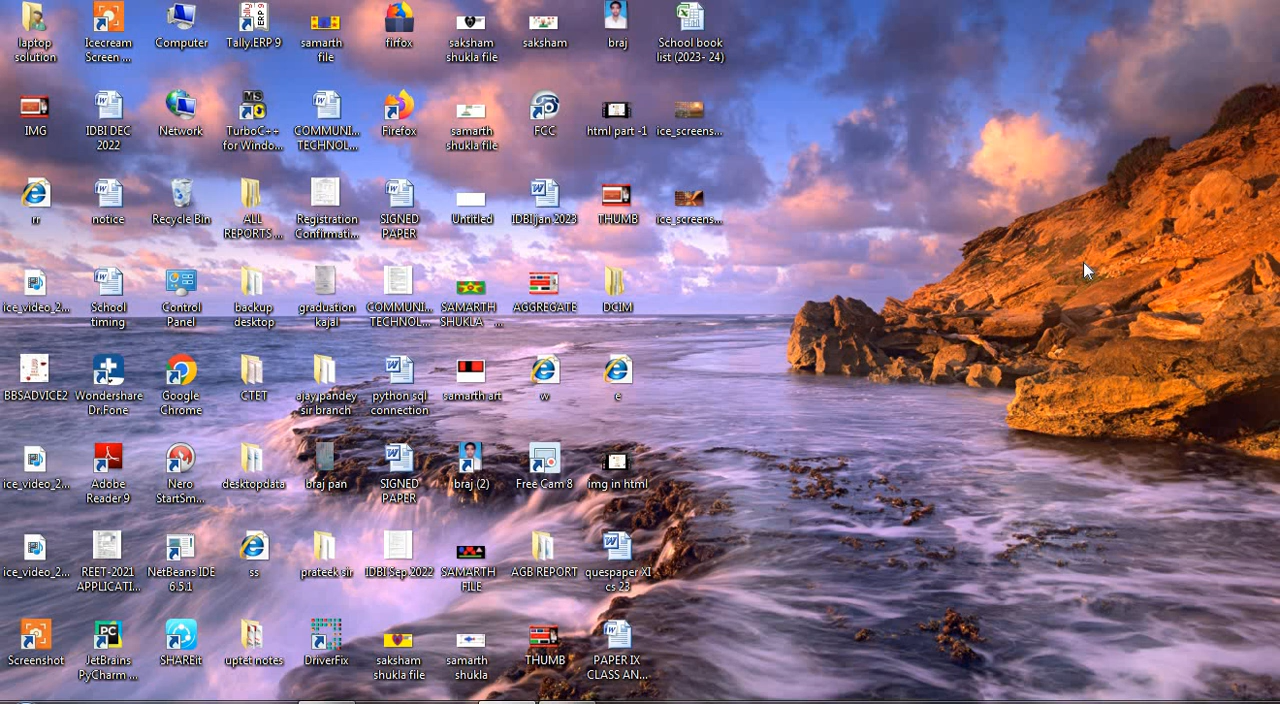 laptop
solution
Icecream
Screen ...
Computer
Tally.ERP 9
samarth
file
firfox
saksham
shukla file
saksham
braj
School book
list (2023- 24)
IMG
IDBI DEC
2022
Network
TurboC++
for Windo...
COMMUNI...
TECHNOL...
Firefox
samarth
shukla file
FCC
html part -1
ice_screens...
rr
notice
Recycle Bin
ALL
REPORTS ...
Registration
Confirmati...
SIGNED
PAPER
Untitled
IDBIjan 2023
THUMB
ice_screens...
ice_video_2...
School
timing
Control
Panel
backup
desktop
graduation
kajal
COMMUNI...
TECHNOL...
SAMARTH
SHUKLA ...
AGGREGATE
DCIM
BBSADVICE2
Wondershare
Dr.Fone
Google
Chrome
CTET
ajay pandey
sir branch
python sql
connection
samarth art
w
e
ice_video_2...
Adobe
Reader 9
Nero
StartSm...
desktopdata
braj pan
SIGNED
PAPER
braj (2)
Free Cam 8
img in html
ice_video_2...
REET-2021
APPLICATI...
NetBeans IDE
6.5.1
ss
prateek sir
IDBI Sep 2022
SAMARTH
FILE
AGB REPORT
quespaper XI
cs 23
Screenshot
JetBrains
PyCharm ...
SHAREit
uptet notes
DriverFix
saksham
shukla file
samarth
shukla
THUMB
PAPER IX
CLASS AN...